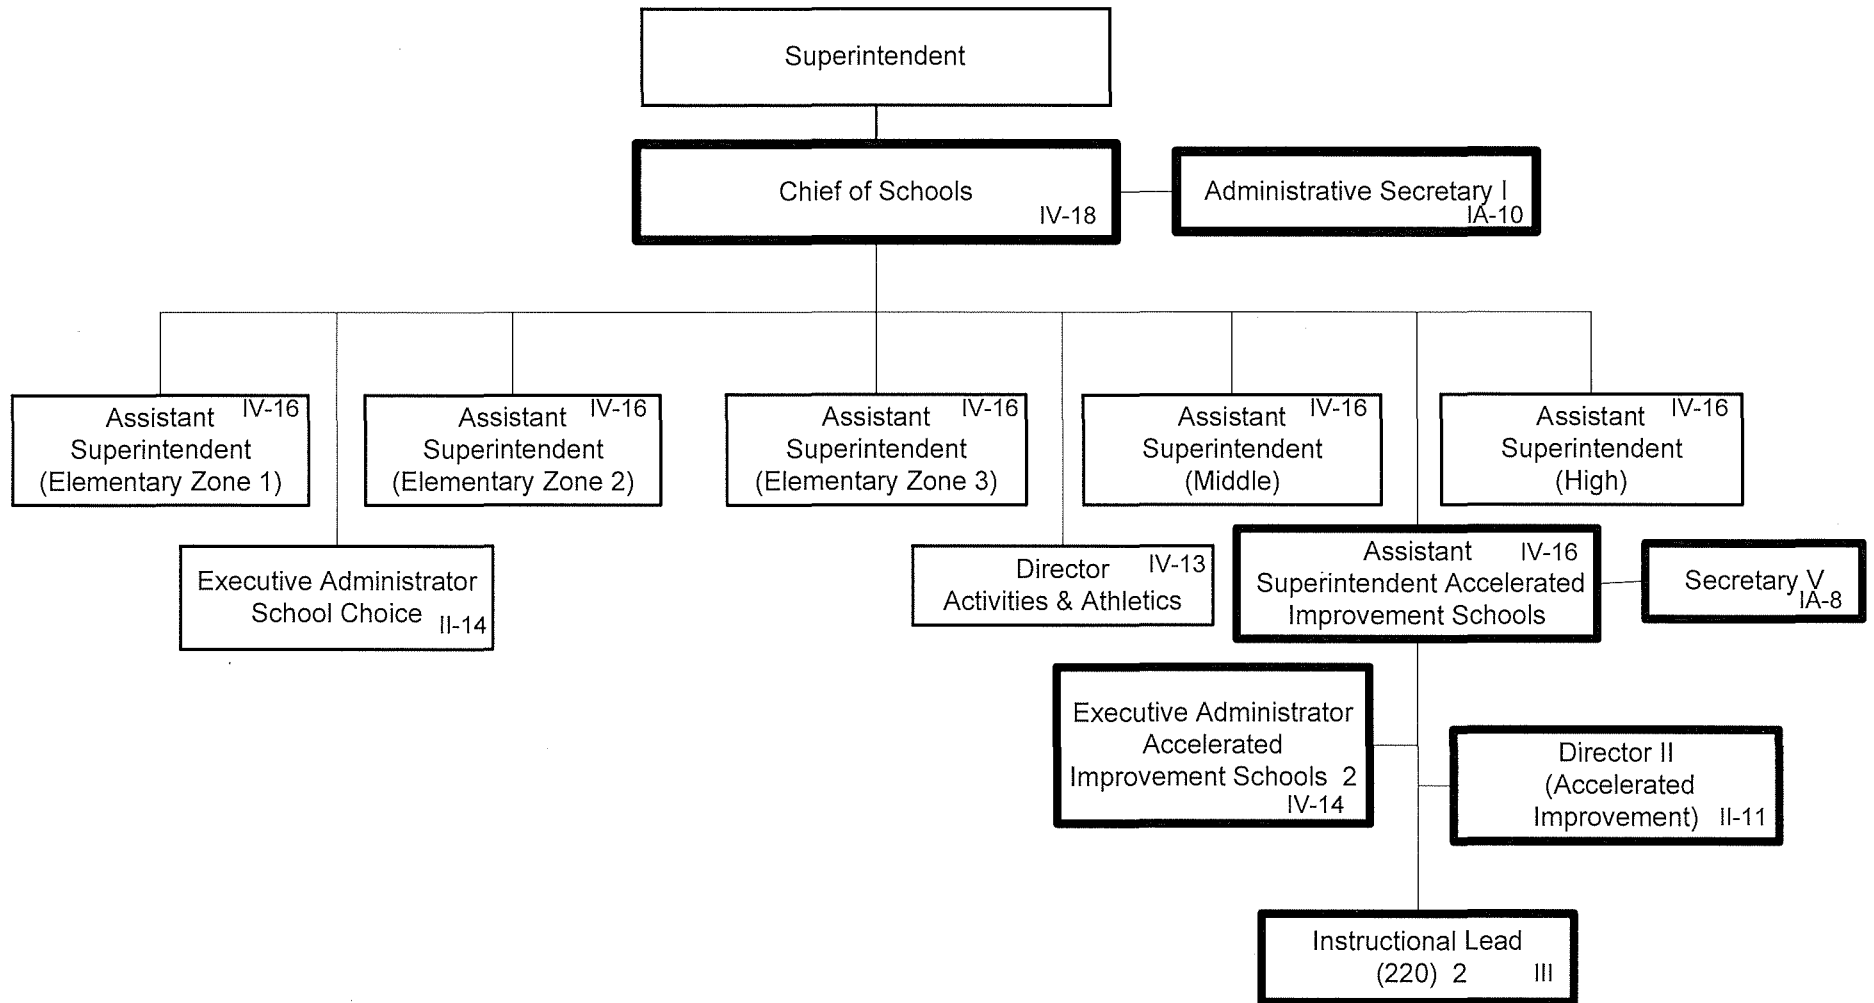 Superintendent
Chief of Schools
IV-18
Administrative Secretary I
IA-10
Assistant IV-16
Superintendent
(Elementary Zone 1)
Assistant IV-16
Superintendent
(Elementary Zone 2)
Assistant IV-16
Superintendent
(Elementary Zone 3)
Assistant IV-16
Superintendent
(Middle)
Assistant IV-16
Superintendent
(High)
Executive Administrator
School Choice II-14
Director IV-13
Activities & Athletics
Assistant IV-16
Superintendent Accelerated
Improvement Schools
Secretary V
IA-8
Executive Administrator
Accelerated
Improvement Schools 2
IV-14
Director II
(Accelerated
Improvement) II-11
Instructional Lead
(220) 2 III